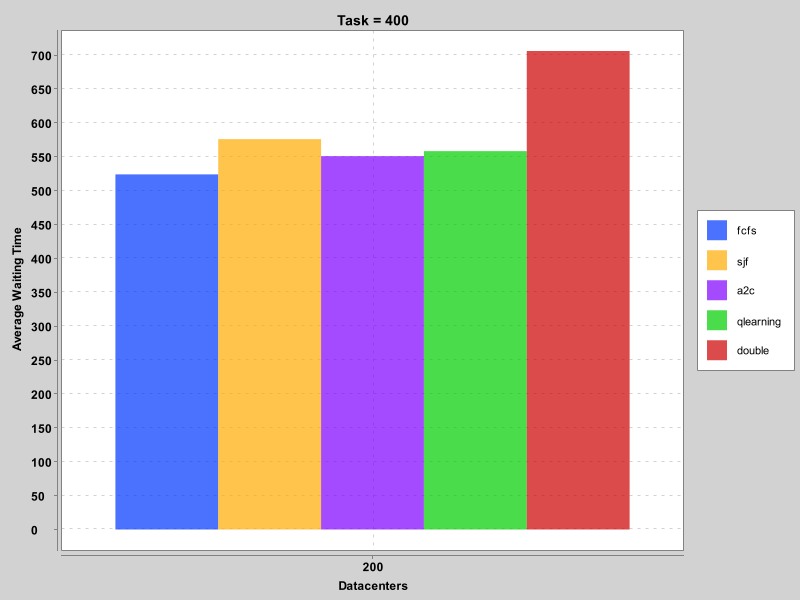 Task = 400
700
650
600
550
500
450
400
350
300
250
200
150
100
50
0
Average Waiting Time
200
Datacenters
fcfs
sjf
a2c
qlearning
double